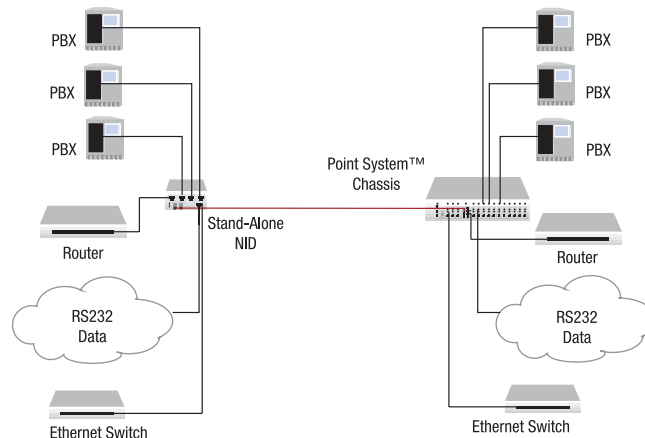 PBX
PBX
PBX
PBX
PBX
PBX
Point System™
Chassis
Stand-Alone
NID
Router
Router
RS232
Data
RS232
Data
Ethernet Switch
Ethernet Switch